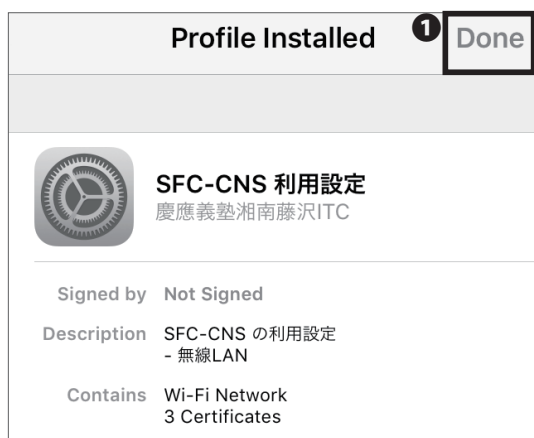 Profile Installed
❶ Done
SFC-CNS 利用設定
慶應義塾湘南藤沢ITC
Signed by Not Signed
Description SFC-CNS の利用設定
- 無線LAN
Contains Wi-Fi Network
3 Certificates